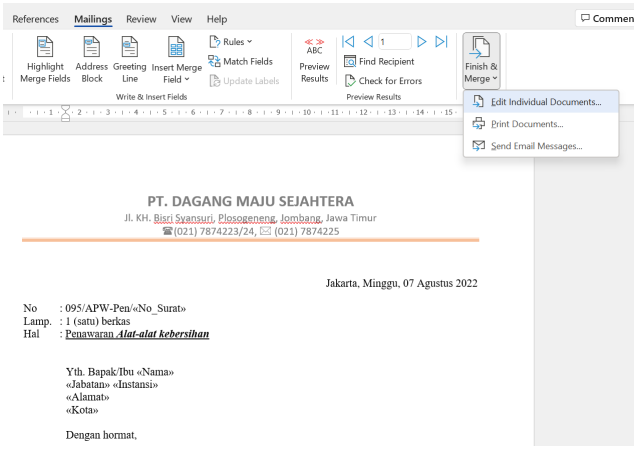 References Mailings Review View Help Commen
Highlight Merge Fields
Address Block
Greeting Line
Insert Merge Field
Rules
Match Fields
Update Labels
Write & Insert Fields
ABC
Preview Results
1
Find Recipient
Check for Errors
Preview Results
Finish & Merge
Edit Individual Documents...
Print Documents...
Send Email Messages...
1 · 2 · 3 · 4 · 5 · 6 · 7 · 8 · 9 · 10 · 11 · 12 · 13 · 14 · 15
PT. DAGANG MAJU SEJAHTERA
Jl. KH. Bisri Syansuri, Plosogeneng, Jombang, Jawa Timur
☎(021) 7874223/24, ✉ (021) 7874225
Jakarta, Minggu, 07 Agustus 2022
No : 095/APW-Pen/«No_Surat»
Lamp. : 1 (satu) berkas
Hal : Penawaran Alat-alat kebersihan
Yth. Bapak/Ibu «Nama»
«Jabatan» «Instansi»
«Alamat»
«Kota»
Dengan hormat,